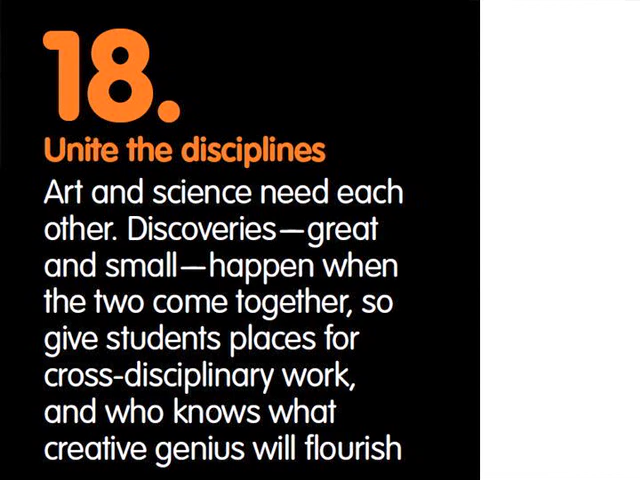 18.
Unite the disciplines
Art and science need each
other. Discoveries—great
and small—happen when
the two come together, so
give students places for
cross-disciplinary work,
and who knows what
creative genius will flourish